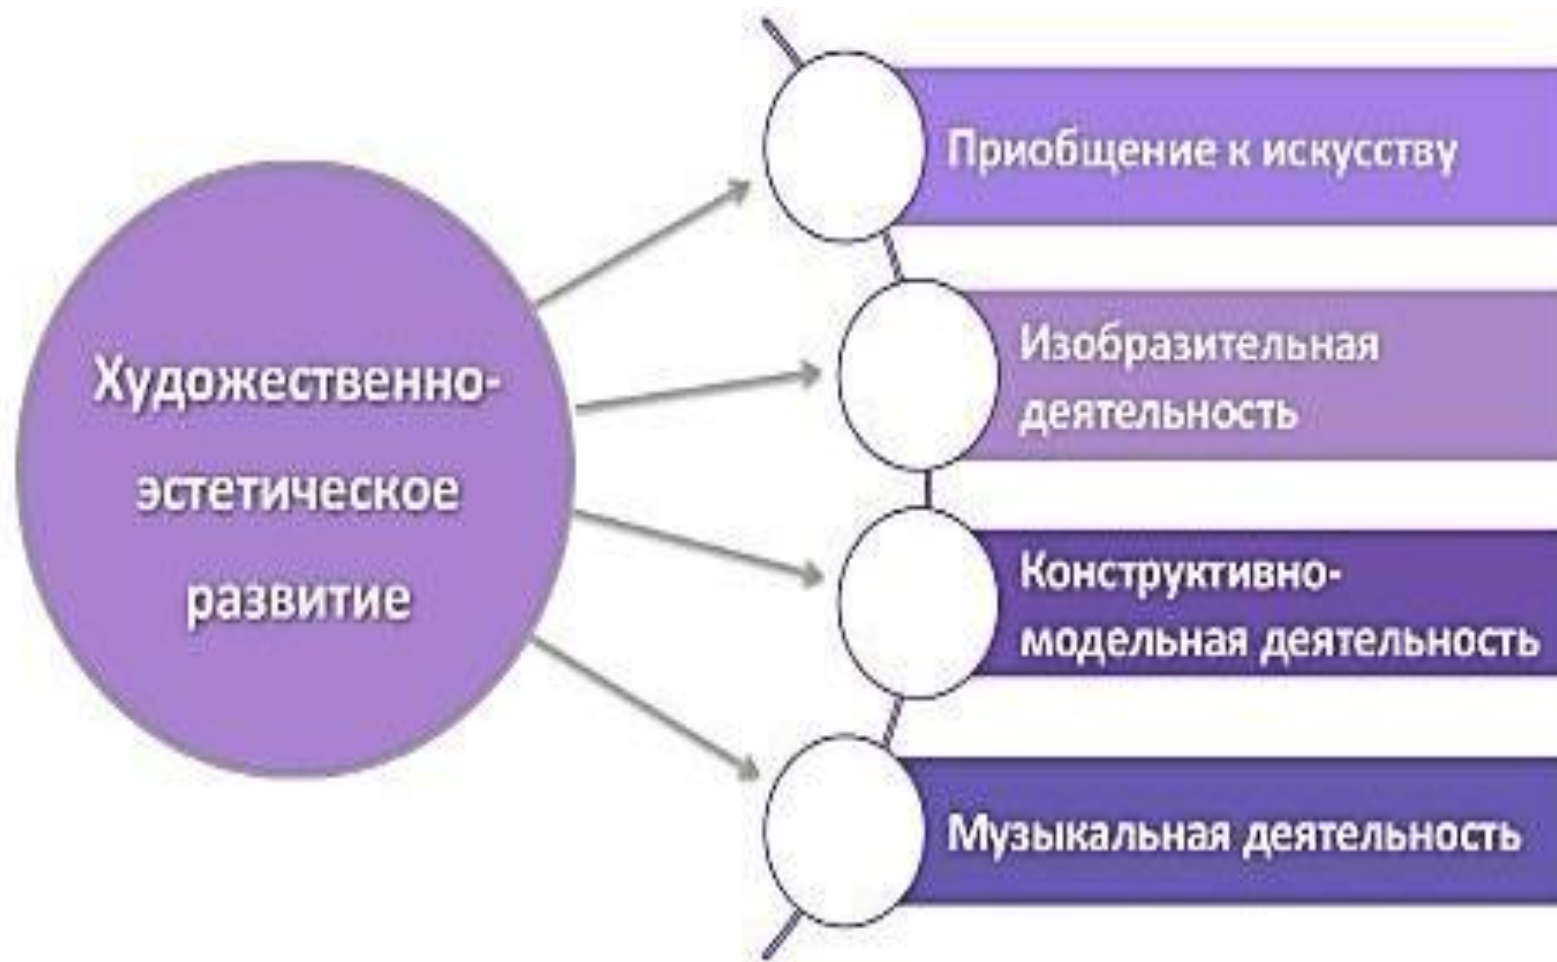 Художественно-
эстетическое
развитие
Приобщение к искусству
Изобразительная
деятельность
Конструктивно-
модельная деятельность
Музыкальная деятельность